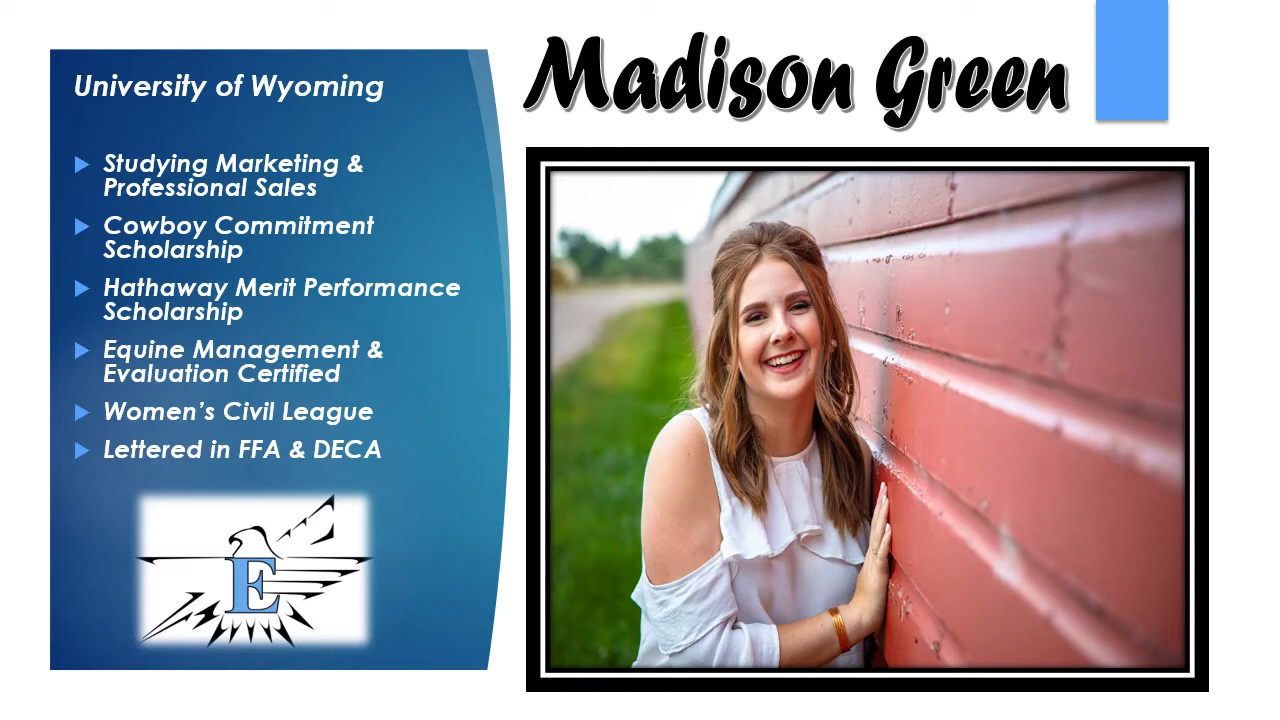 Madison Green
University of Wyoming
Studying Marketing &
Professional Sales
Cowboy Commitment
Scholarship
Hathaway Merit Performance
Scholarship
Equine Management &
Evaluation Certified
Women’s Civil League
Lettered in FFA & DECA
E